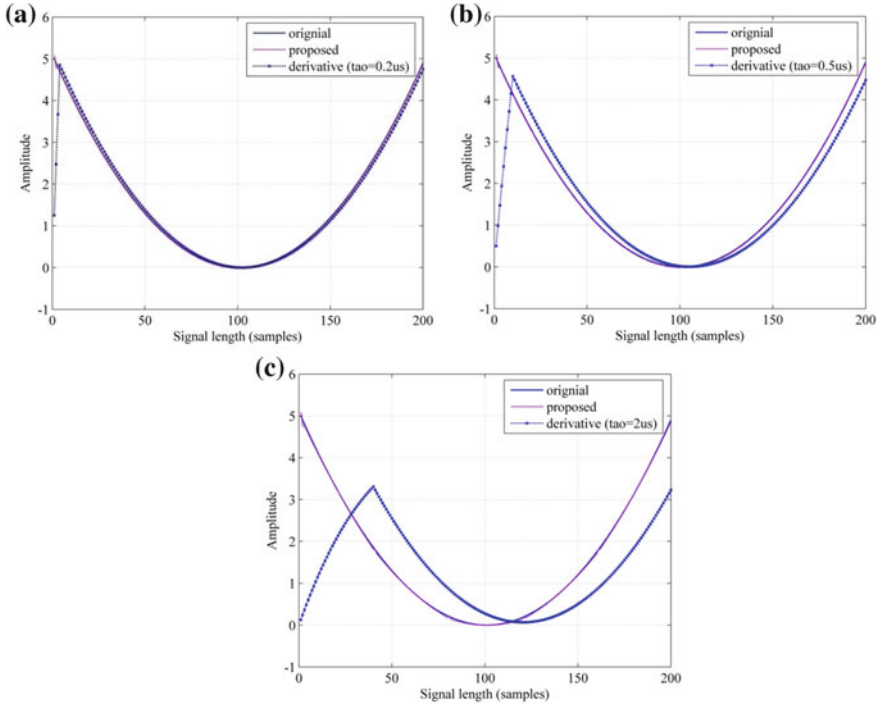 (a)
6
5
4
3
2
1
0
-1
Amplitude
orignial
proposed
derivative (tao=0.2us)
0 50 100 150 200
Signal length (samples)
(b)
6
5
4
3
2
1
0
-1
Amplitude
orignial
proposed
derivative (tao=0.5us)
0 50 100 150 200
Signal length (samples)
(c)
6
5
4
3
2
1
0
-1
Amplitude
orignial
proposed
derivative (tao=2us)
0 50 100 150 200
Signal length (samples)